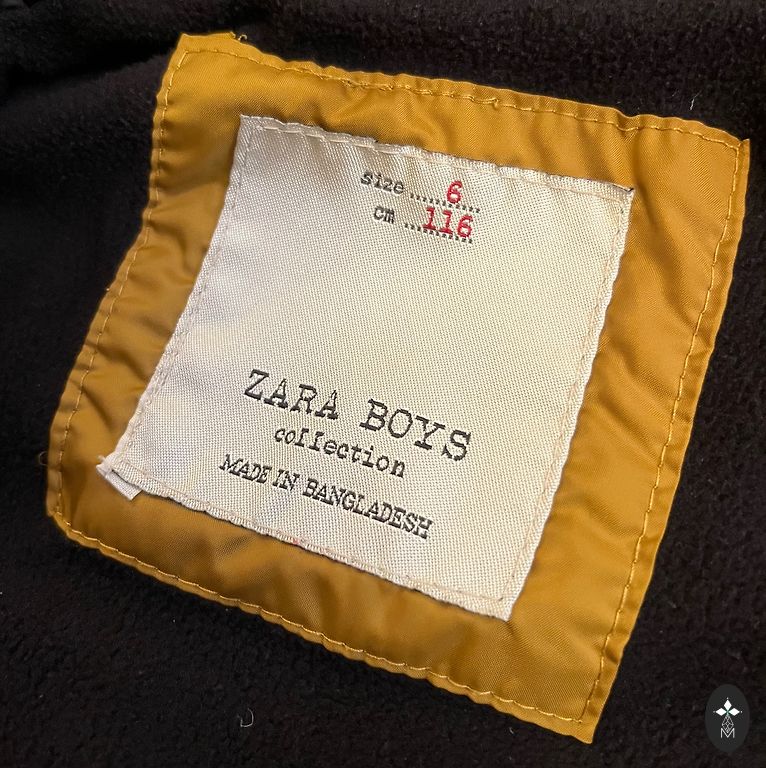 size ...... 6 ..
cm ...... 116
ZARA BOYS
collection
MADE IN BANGLADESH
M